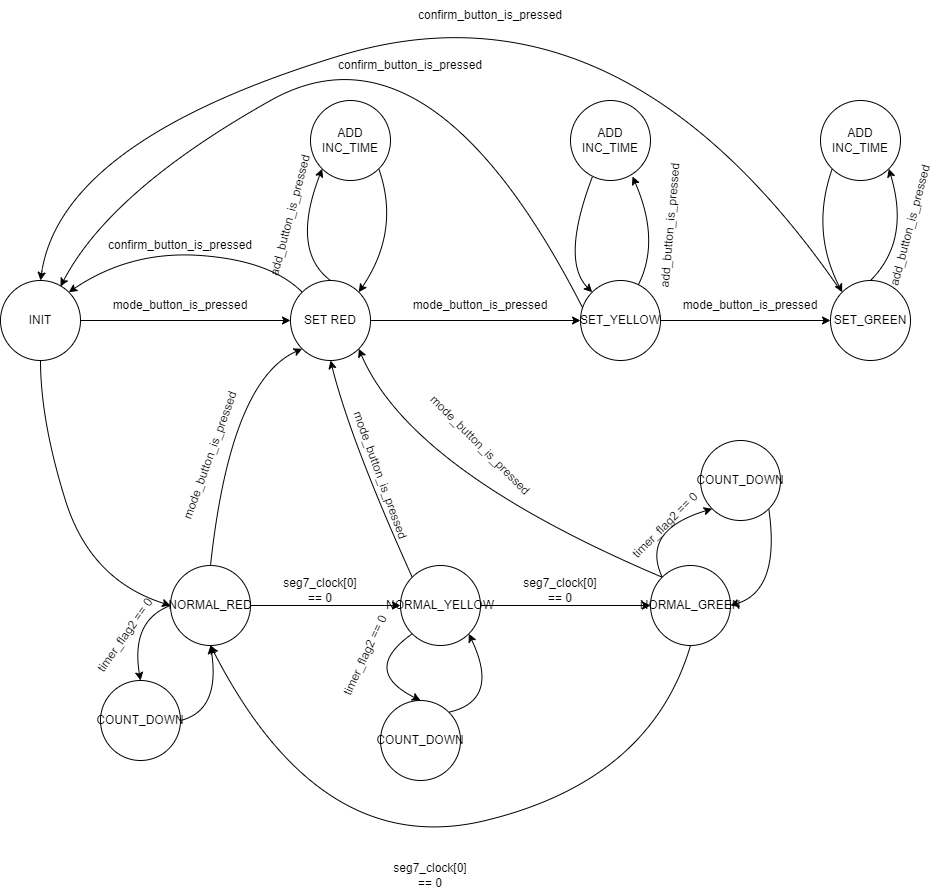 confirm_button_is_pressed
confirm_button_is_pressed
ADD
INC_TIME
ADD
INC_TIME
ADD
INC_TIME
add_button_is_pressed
add_button_is_pressed
add_button_is_pressed
confirm_button_is_pressed
mode_button_is_pressed
mode_button_is_pressed
mode_button_is_pressed
INIT
SET RED
SET_YELLOW
SET_GREEN
mode_button_is_pressed
mode_button_is_pressed
mode_button_is_pressed
COUNT_DOWN
timer_flag2 == 0
seg7_clock[0]
== 0
seg7_clock[0]
== 0
NORMAL_RED
NORMAL_YELLOW
NORMAL_GREEN
timer_flag2 == 0
timer_flag2 == 0
COUNT_DOWN
COUNT_DOWN
seg7_clock[0]
== 0